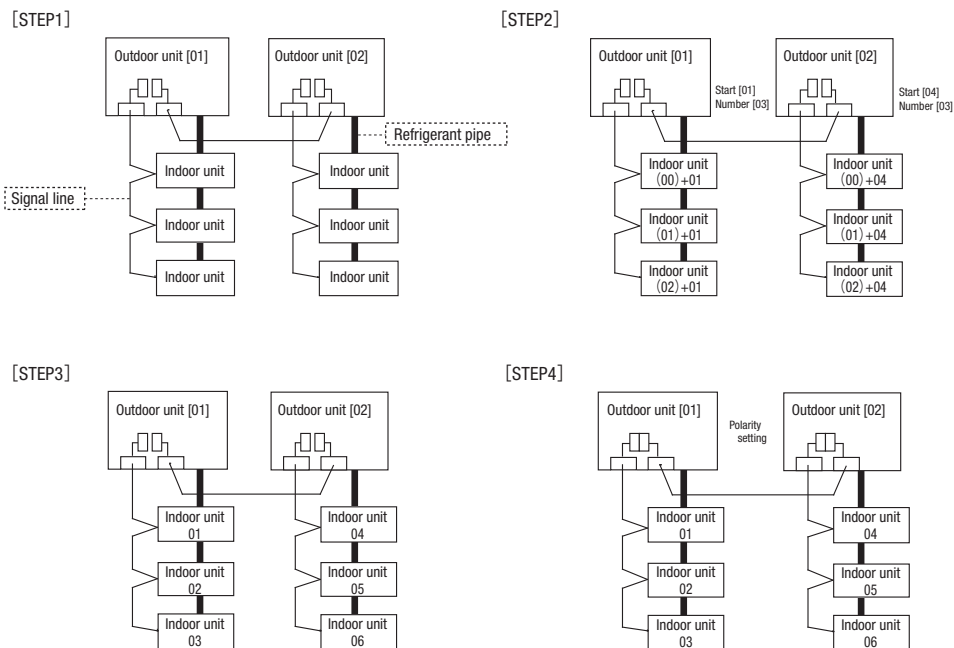 [STEP1]
Outdoor unit [01]
Outdoor unit [02]
Refrigerant pipe
Signal line
Indoor unit
Indoor unit
Indoor unit
Indoor unit
Indoor unit
Indoor unit
[STEP2]
Outdoor unit [01]
Start [01]
Number [03]
Outdoor unit [02]
Start [04]
Number [03]
Indoor unit
(00)+01
Indoor unit
(01)+01
Indoor unit
(02)+01
Indoor unit
(00)+04
Indoor unit
(01)+04
Indoor unit
(02)+04
[STEP3]
Outdoor unit [01]
Outdoor unit [02]
Indoor unit
01
Indoor unit
02
Indoor unit
03
Indoor unit
04
Indoor unit
05
Indoor unit
06
[STEP4]
Outdoor unit [01]
Polarity
setting
Outdoor unit [02]
Indoor unit
01
Indoor unit
02
Indoor unit
03
Indoor unit
04
Indoor unit
05
Indoor unit
06